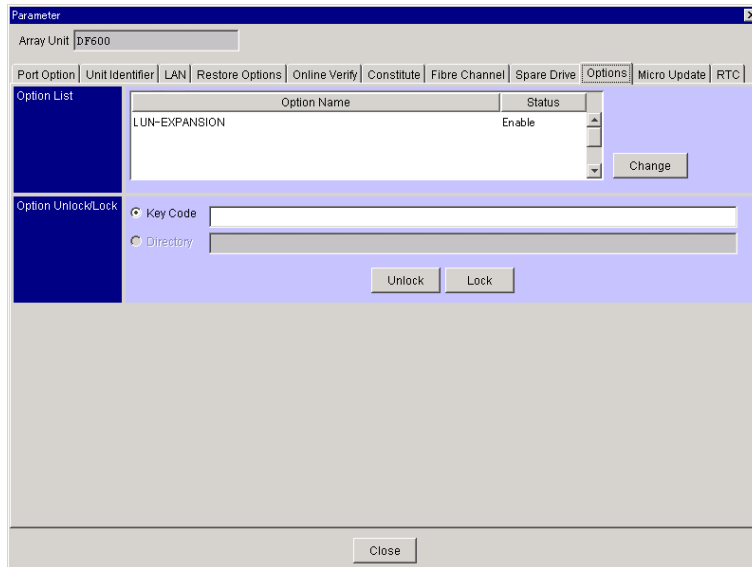 Parameter
Array Unit DF600
Port Option Unit Identifier LAN Restore Options Online Verify Constitute Fibre Channel Spare Drive Options Micro Update RTC
Option List
Option Name Status
LUN-EXPANSION Enable
Change
Option Unlock/Lock
Key Code
Directory
Unlock Lock
Close